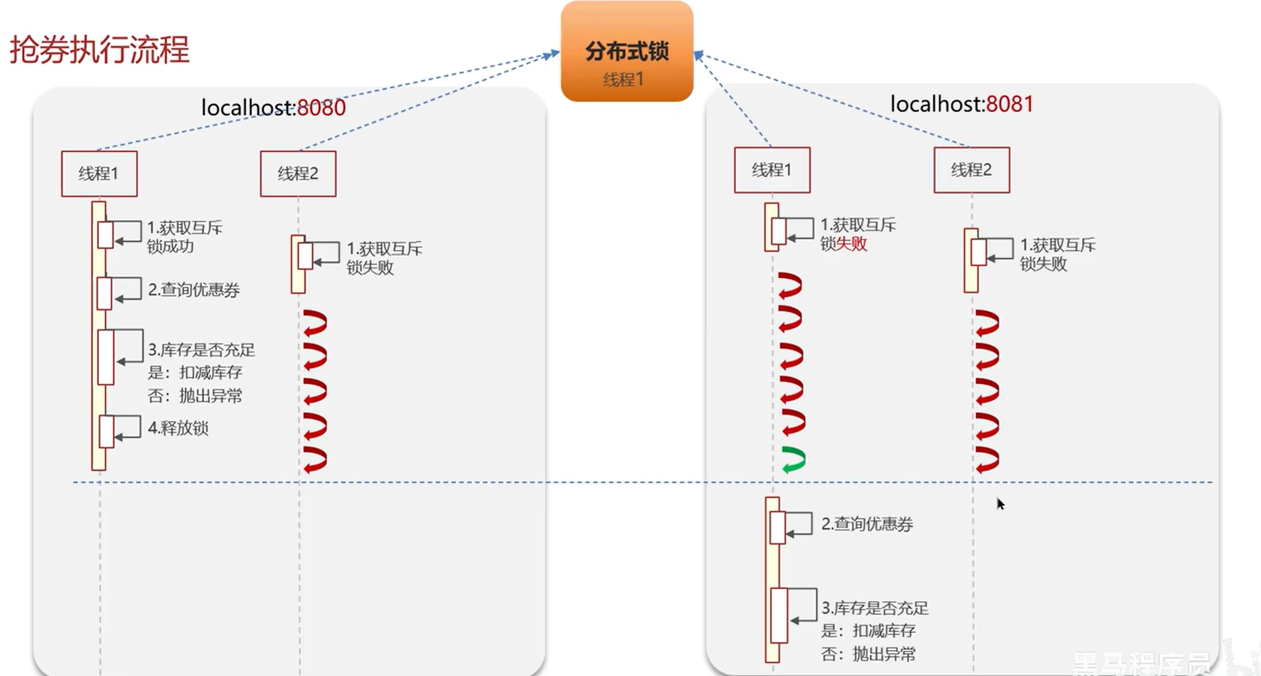 抢券执行流程
分布式锁
线程1
localhost:8080
线程1
线程2
1.获取互斥
锁成功
2.查询优惠券
3.库存是否充足
是：扣减库存
否：抛出异常
4.释放锁
1.获取互斥
锁失败
localhost:8081
线程1
线程2
1.获取互斥
锁失败
1.获取互斥
锁失败
2.查询优惠券
3.库存是否充足
是：扣减库存
否：抛出异常
黑马程序员